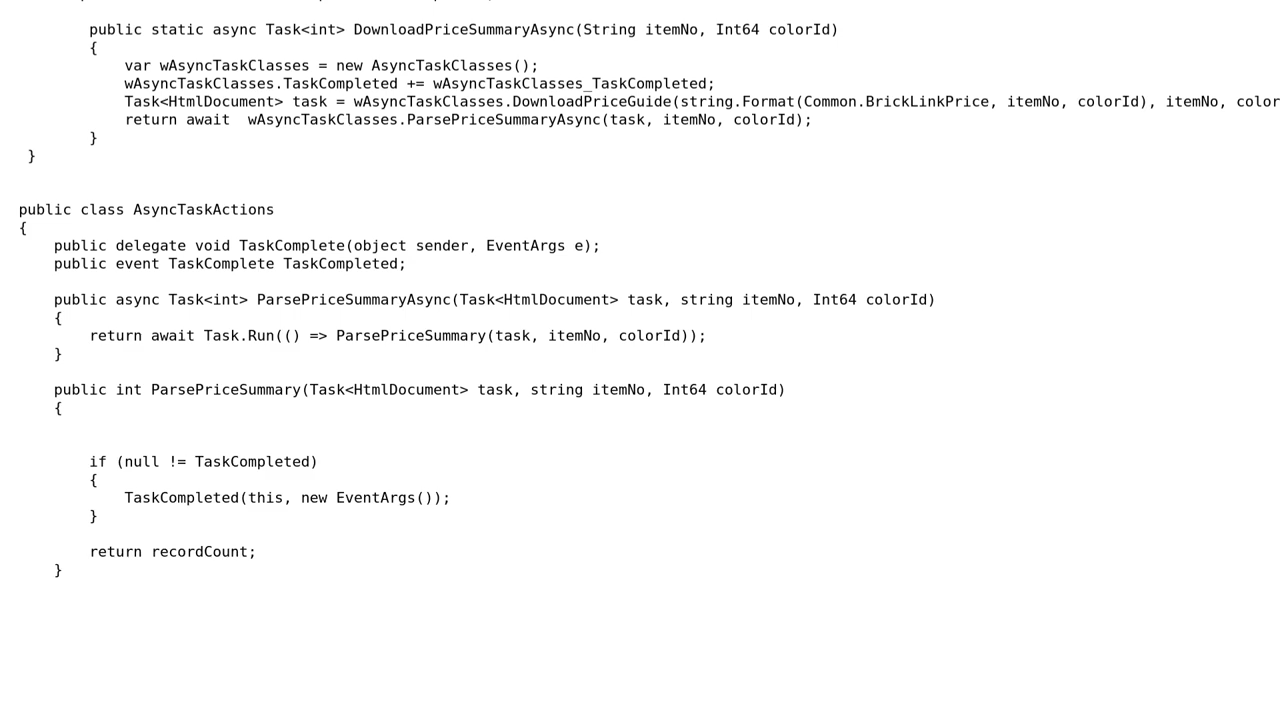 public static async Task<int> DownloadPriceSummaryAsync(String itemNo, Int64 colorId)
{
var wAsyncTaskClasses = new AsyncTaskClasses();
wAsyncTaskClasses.TaskCompleted += wAsyncTaskClasses_TaskCompleted;
Task<HtmlDocument> task = wAsyncTaskClasses.DownloadPriceGuide(string.Format(Common.BrickLinkPrice, itemNo, colorId), itemNo, color
return await  wAsyncTaskClasses.ParsePriceSummaryAsync(task, itemNo, colorId);
}
}
public class AsyncTaskActions
{
public delegate void TaskComplete(object sender, EventArgs e);
public event TaskComplete TaskCompleted;
public async Task<int> ParsePriceSummaryAsync(Task<HtmlDocument> task, string itemNo, Int64 colorId)
{
return await Task.Run(() => ParsePriceSummary(task, itemNo, colorId));
}
public int ParsePriceSummary(Task<HtmlDocument> task, string itemNo, Int64 colorId)
{
if (null != TaskCompleted)
{
TaskCompleted(this, new EventArgs());
}
return recordCount;
}